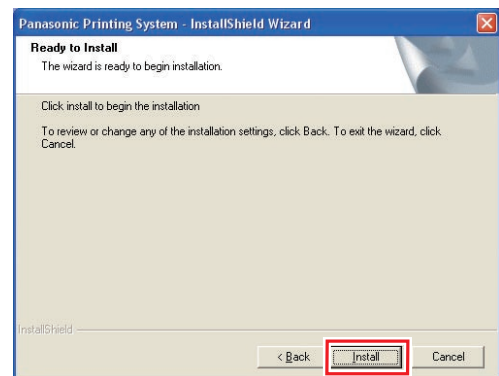 Panasonic Printing System - InstallShield Wizard
Ready to Install
The wizard is ready to begin installation.
Click install to begin the installation
To review or change any of the installation settings, click Back. To exit the wizard, click
Cancel.
InstallShield
< Back
Install
Cancel